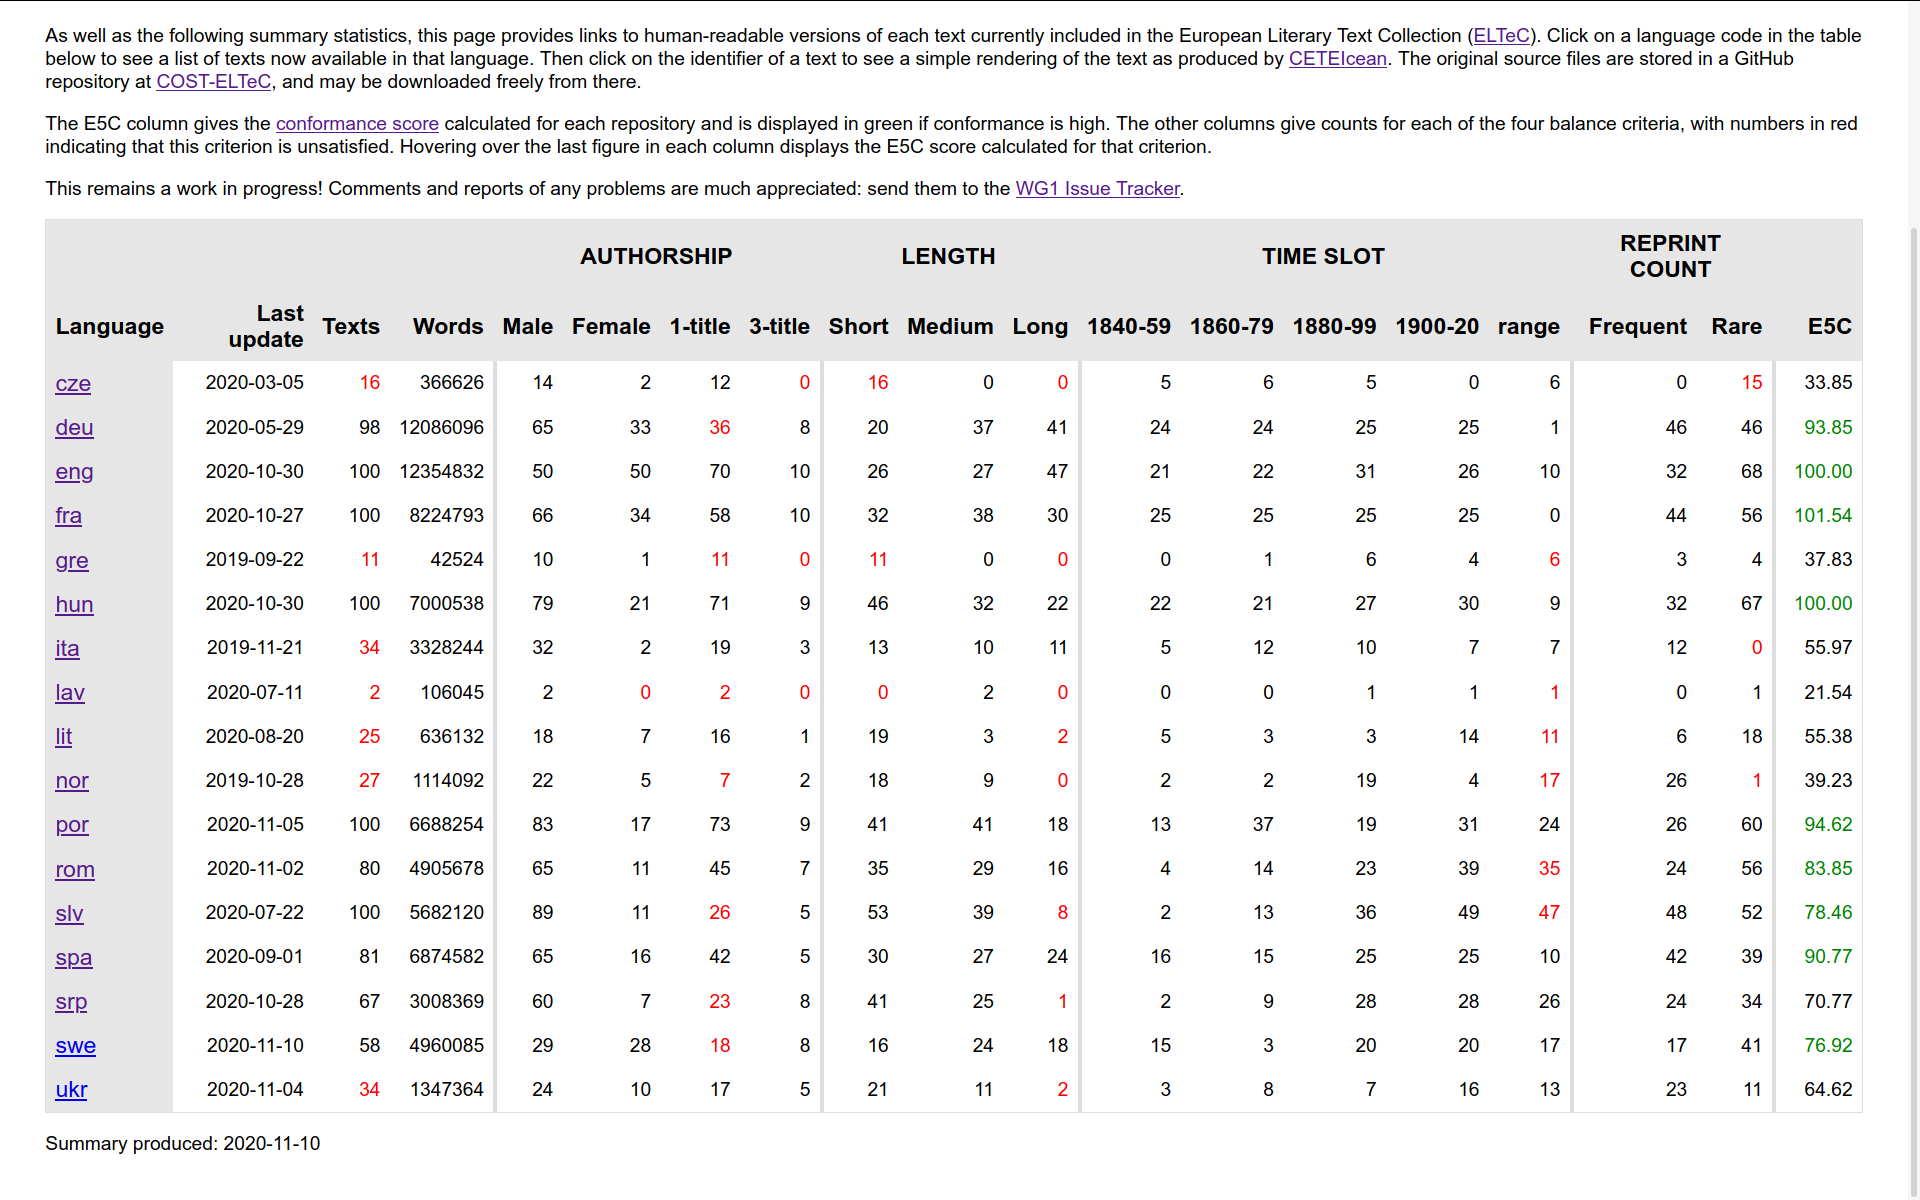 As well as the following summary statistics, this page provides links to human-readable versions of each text currently included in the European Literary Text Collection (ELTeC). Click on a language code in the table
below to see a list of texts now available in that language. Then click on the identifier of a text to see a simple rendering of the text as produced by CETEIcean. The original source files are stored in a GitHub
repository at COST-ELTeC, and may be downloaded freely from there.
The E5C column gives the conformance score calculated for each repository and is displayed in green if conformance is high. The other columns give counts for each of the four balance criteria, with numbers in red
indicating that this criterion is unsatisfied. Hovering over the last figure in each column displays the E5C score calculated for that criterion.
This remains a work in progress! Comments and reports of any problems are much appreciated: send them to the WG1 Issue Tracker.
AUTHORSHIP LENGTH TIME SLOT REPRINT COUNT
Language Last update Texts Words Male Female 1-title 3-title Short Medium Long 1840-59 1860-79 1880-99 1900-20 range Frequent Rare E5C
cze 2020-03-05 16 366626 14 2 12 0 16 0 0 5 6 5 0 6 0 15 33.85
deu 2020-05-29 98 12086096 65 33 36 8 20 37 41 24 24 25 25 1 46 46 93.85
eng 2020-10-30 100 12354832 50 50 70 10 26 27 47 21 22 31 26 10 32 68 100.00
fra 2020-10-27 100 8224793 66 34 58 10 32 38 30 25 25 25 25 0 44 56 101.54
gre 2019-09-22 11 42524 10 1 11 0 11 0 0 0 1 6 4 6 3 4 37.83
hun 2020-10-30 100 7000538 79 21 71 9 46 32 22 22 21 27 30 9 32 67 100.00
ita 2019-11-21 34 3328244 32 2 19 3 13 10 11 5 12 10 7 7 12 0 55.97
lav 2020-07-11 2 106045 2 0 2 0 0 2 0 0 0 1 1 1 0 1 21.54
lit 2020-08-20 25 636132 18 7 16 1 19 3 2 5 3 3 14 11 6 18 55.38
nor 2019-10-28 27 1114092 22 5 7 2 18 9 0 2 2 19 4 17 26 1 39.23
por 2020-11-05 100 6688254 83 17 73 9 41 41 18 13 37 19 31 24 26 60 94.62
rom 2020-11-02 80 4905678 65 11 45 7 35 29 16 4 14 23 39 35 24 56 83.85
slv 2020-07-22 100 5682120 89 11 26 5 53 39 8 2 13 36 49 47 48 52 78.46
spa 2020-09-01 81 6874582 65 16 42 5 30 27 24 16 15 25 25 10 42 39 90.77
srp 2020-10-28 67 3008369 60 7 23 8 41 25 1 2 9 28 28 26 24 34 70.77
swe 2020-11-10 58 4960085 29 28 18 8 16 24 18 15 3 20 20 17 17 41 76.92
ukr 2020-11-04 34 1347364 24 10 17 5 21 11 2 3 8 7 16 13 23 11 64.62
Summary produced: 2020-11-10